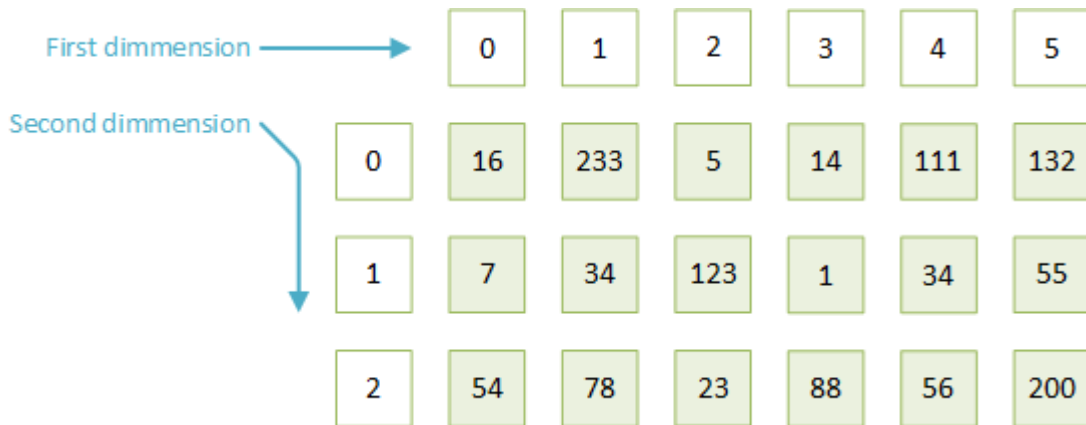 First dimmension 0 1 2 3 4 5
Second dimmension
0 16 233 5 14 111 132
1 7 34 123 1 34 55
2 54 78 23 88 56 200